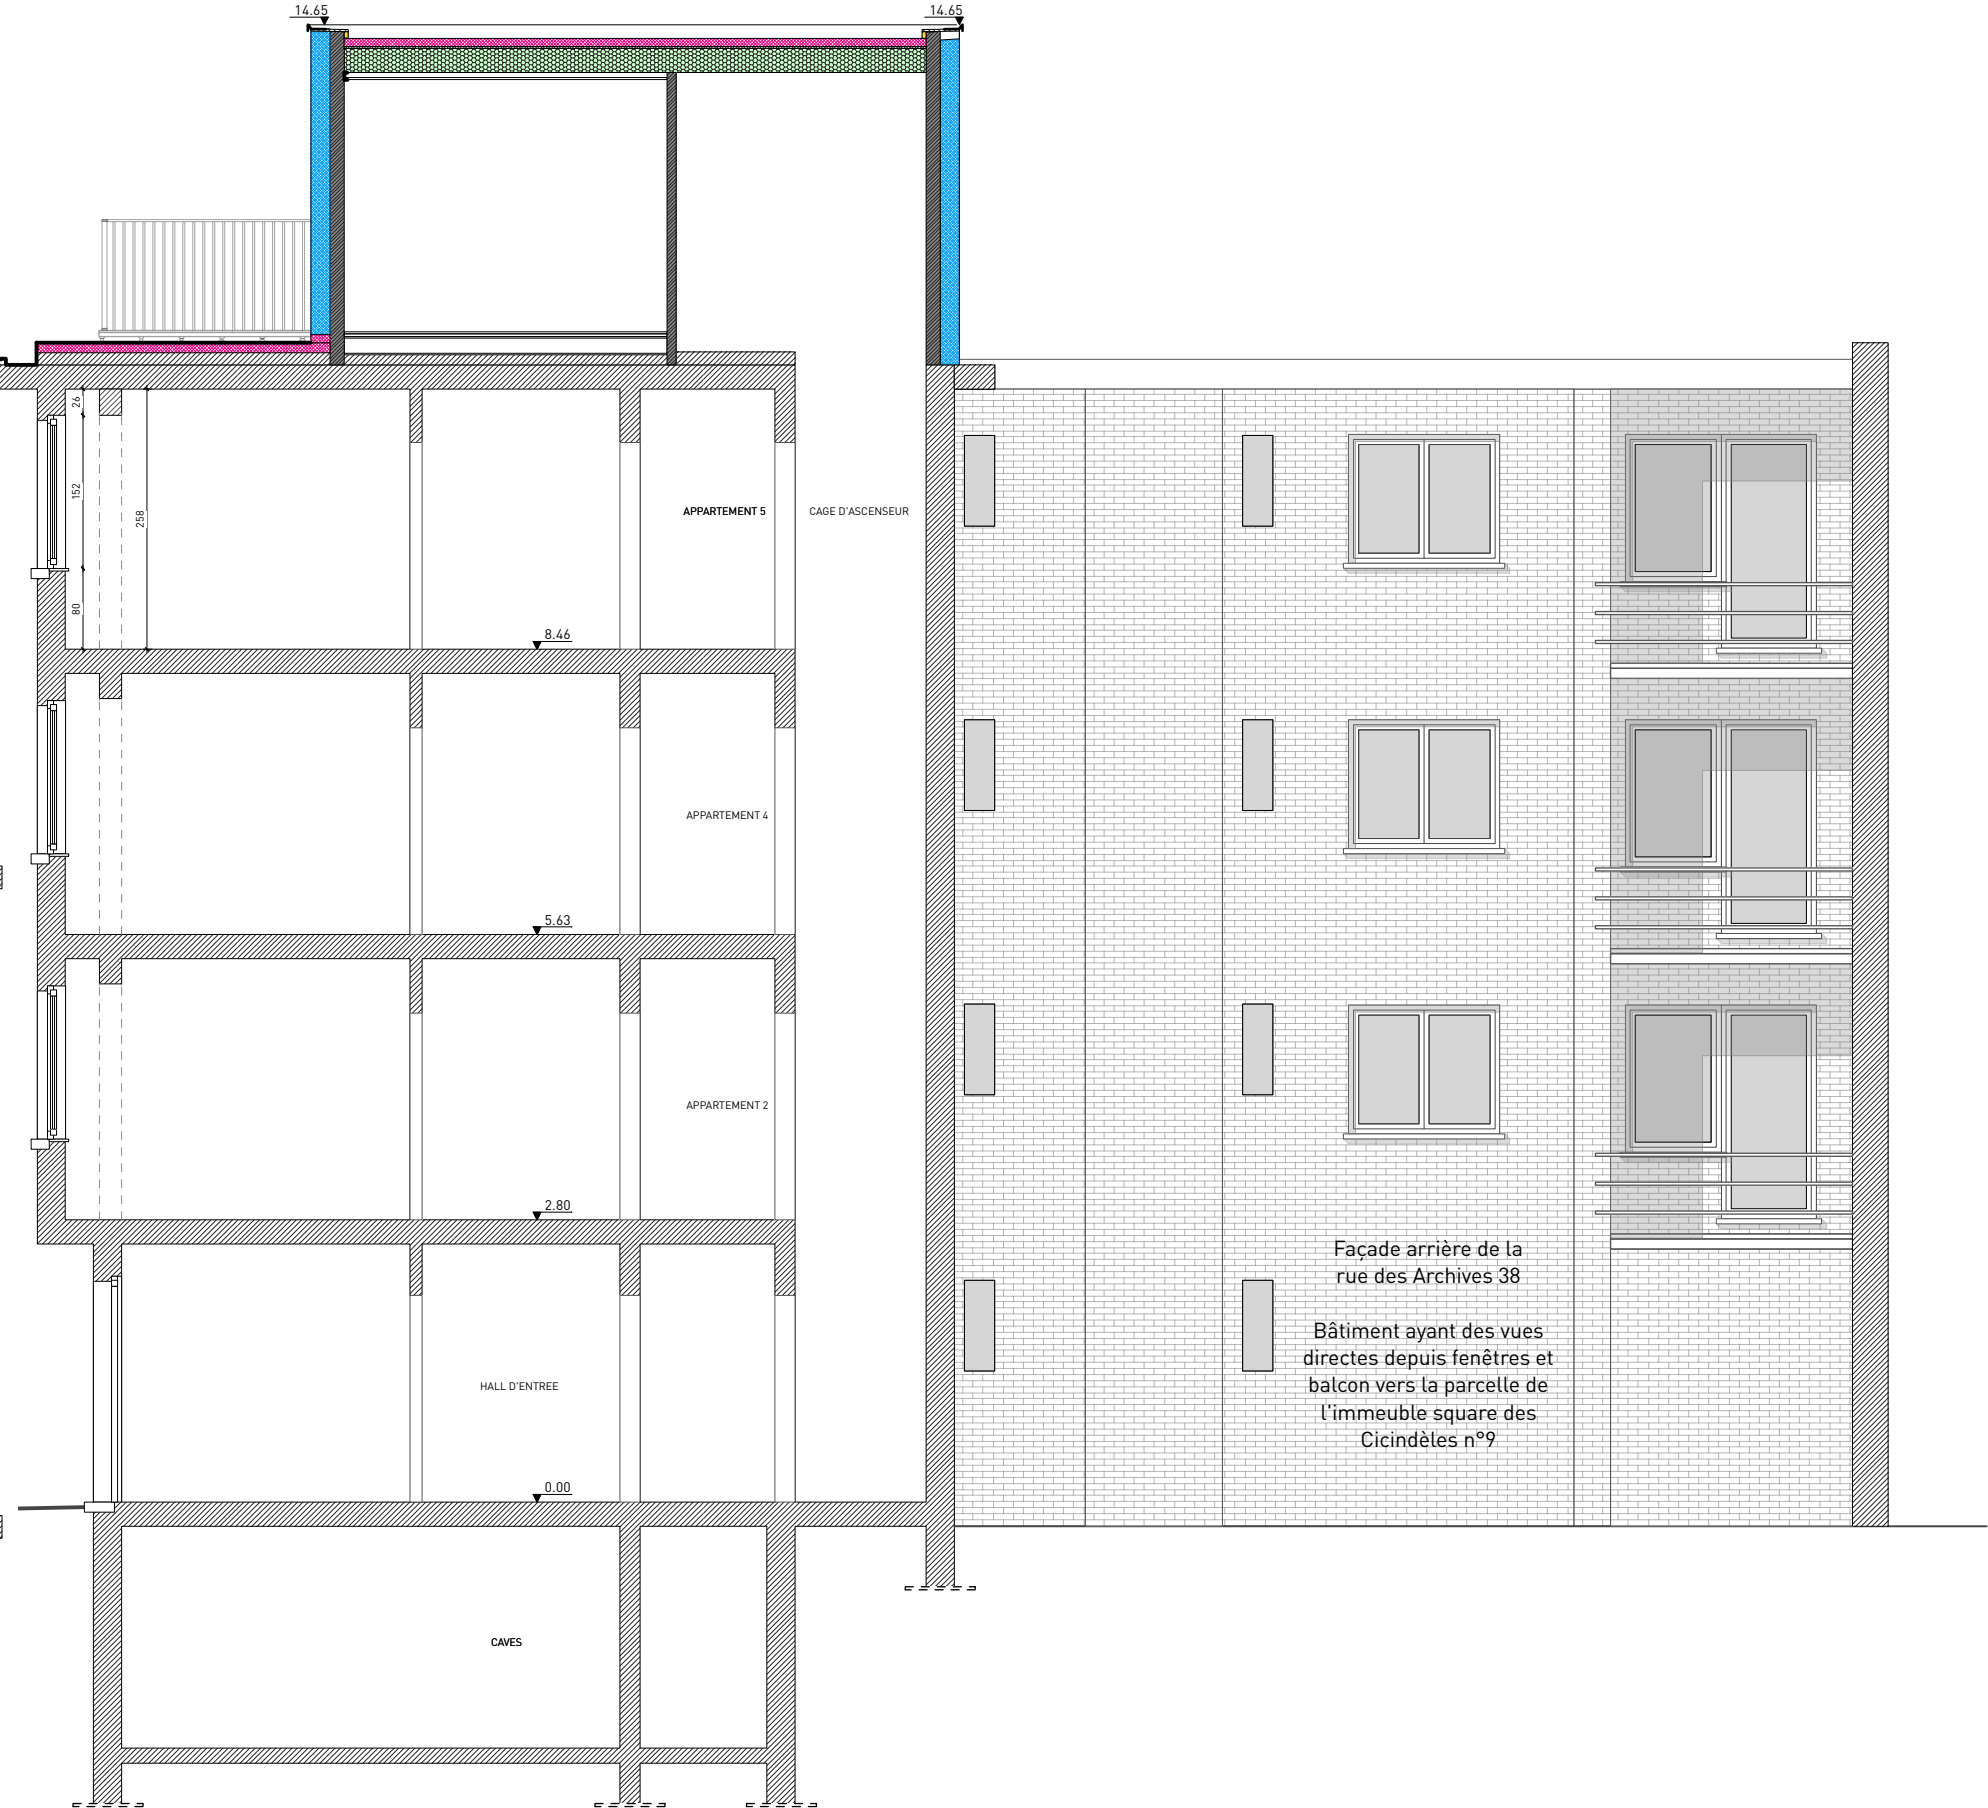 14.65
14.65
26
152
258
80
APPARTEMENT 5
CAGE D'ASCENSEUR
8.46
APPARTEMENT 4
5.63
APPARTEMENT 2
2.80
Façade arrière de la
rue des Archives 38
Bâtiment ayant des vues
directes depuis fenêtres et
balcon vers la parcelle de
l'immeuble square des
Cicindèles n°9
HALL D'ENTREE
0.00
CAVES